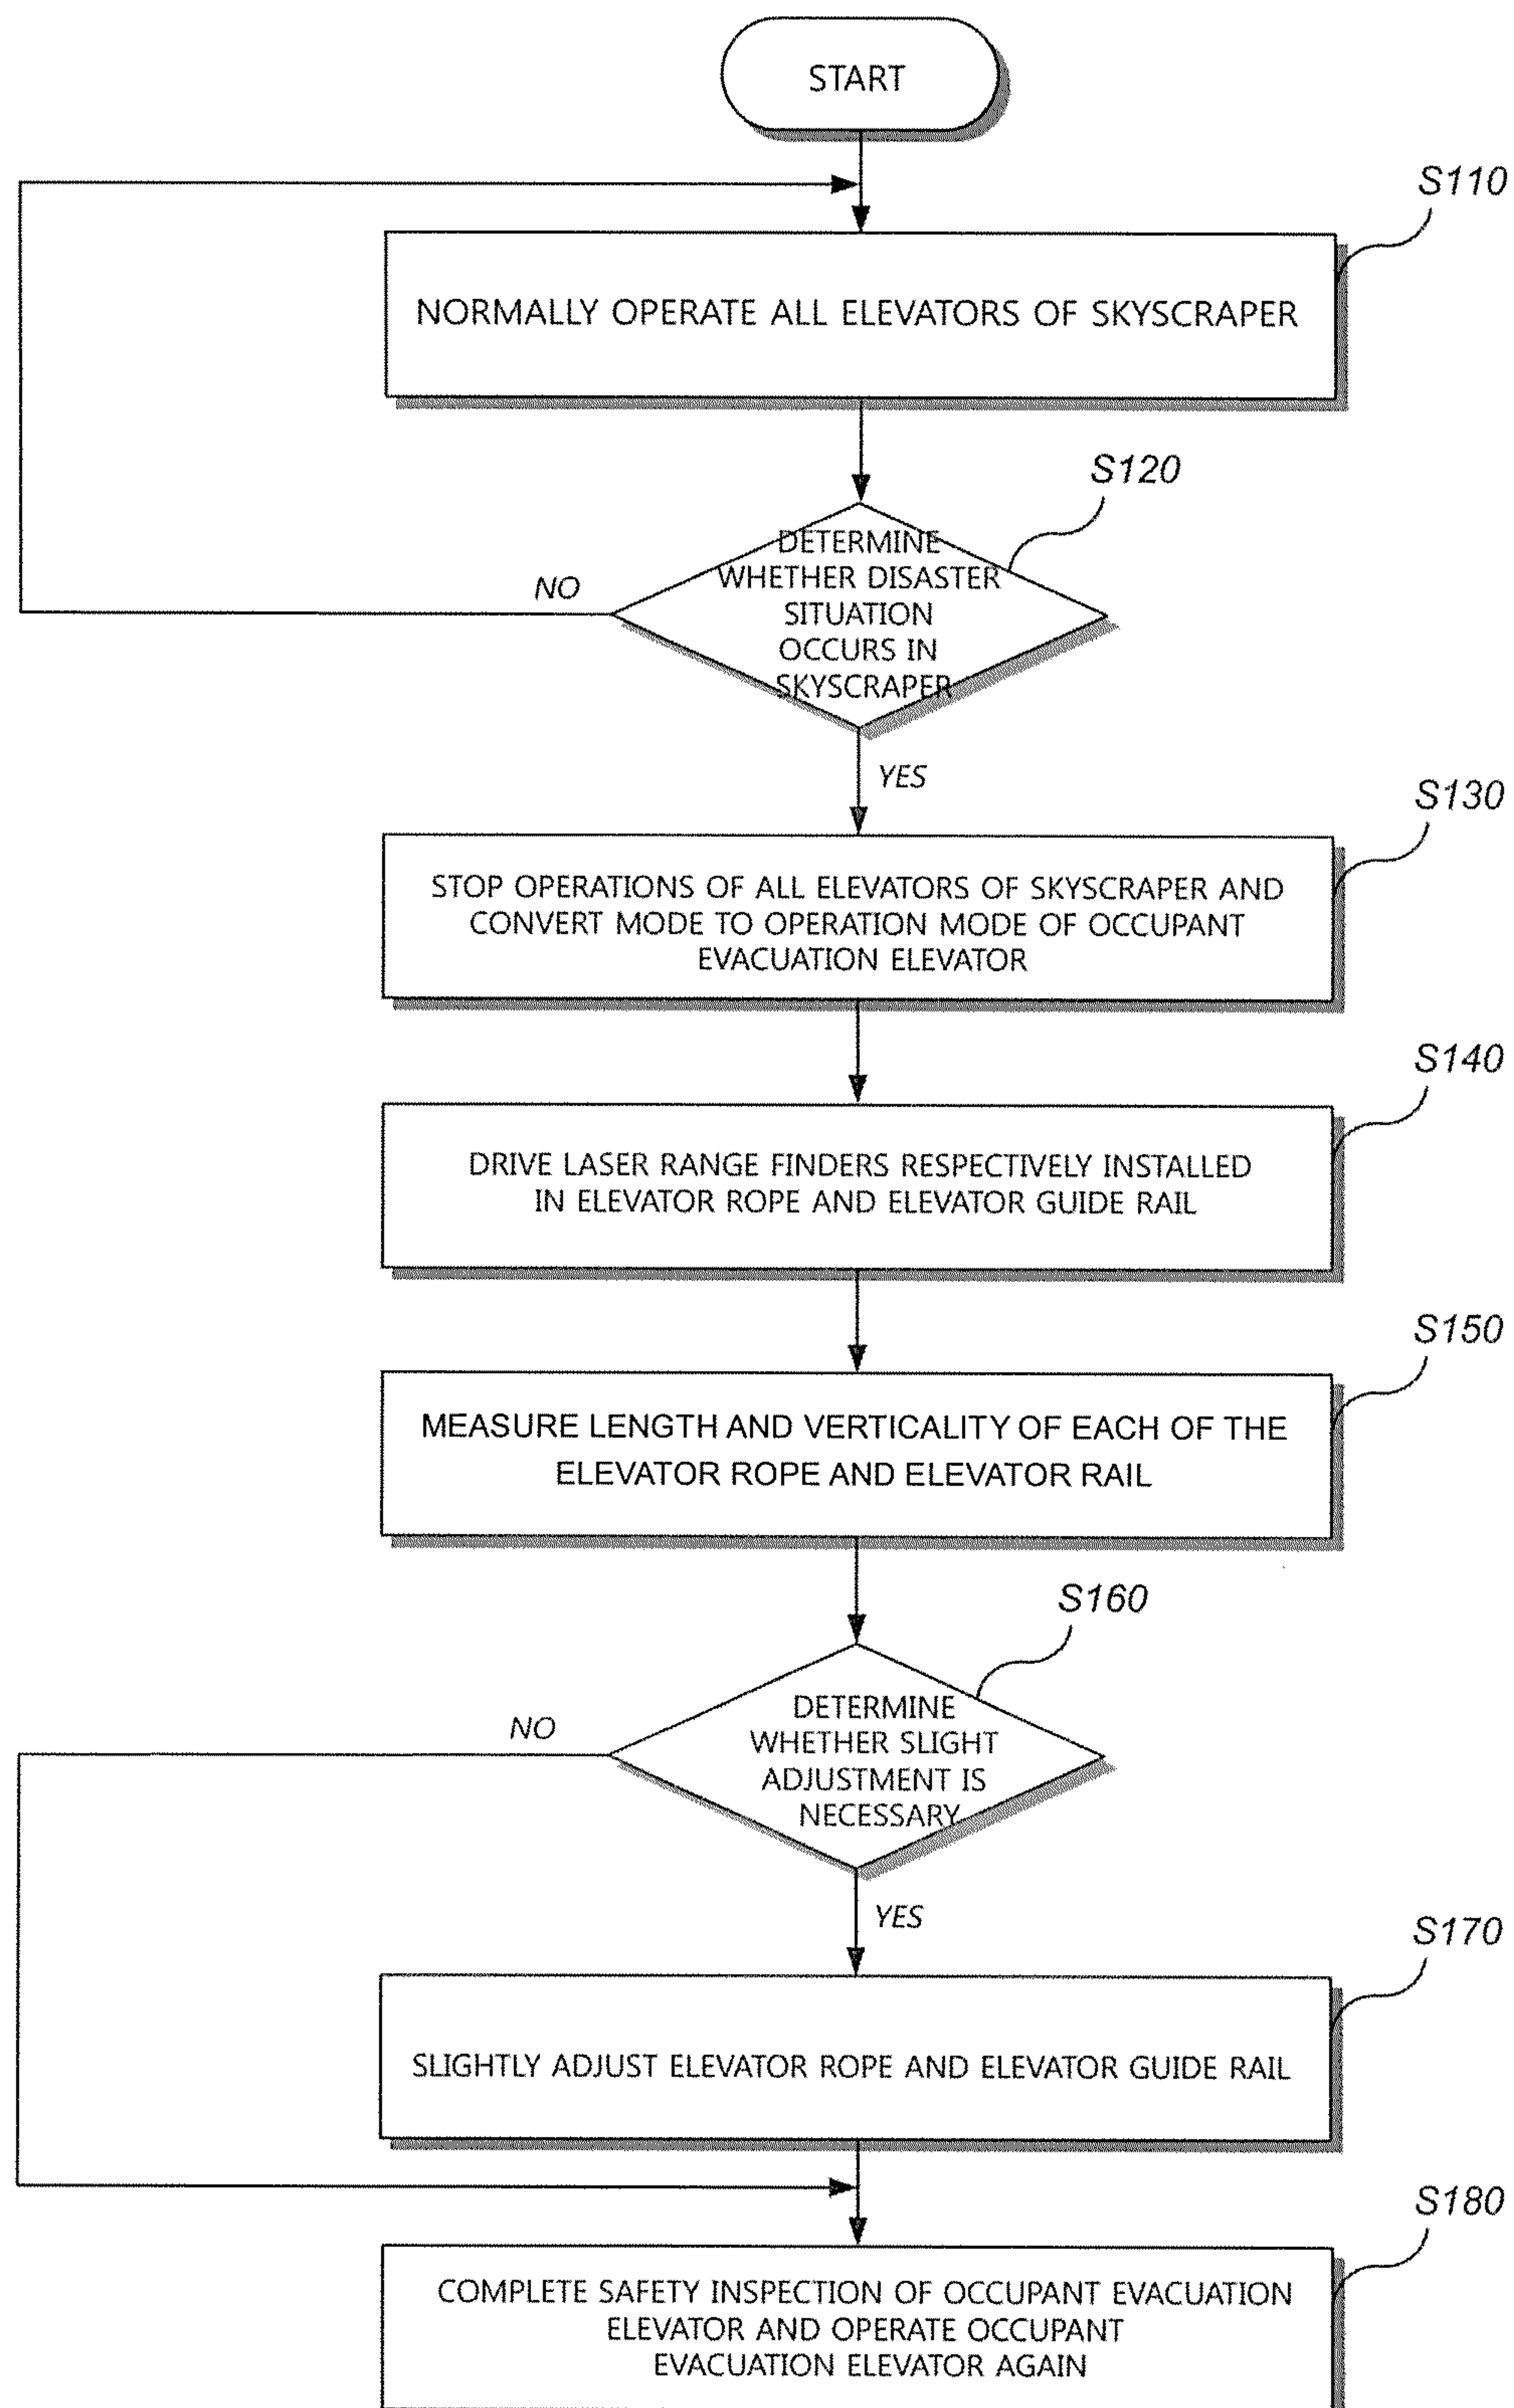 START
S110
NORMALLY OPERATE ALL ELEVATORS OF SKYSCRAPER
S120
DETERMINE
WHETHER DISASTER
SITUATION
OCCURS IN
SKYSCRAPER
NO
YES
S130
STOP OPERATIONS OF ALL ELEVATORS OF SKYSCRAPER AND
CONVERT MODE TO OPERATION MODE OF OCCUPANT
EVACUATION ELEVATOR
S140
DRIVE LASER RANGE FINDERS RESPECTIVELY INSTALLED
IN ELEVATOR ROPE AND ELEVATOR GUIDE RAIL
S150
MEASURE LENGTH AND VERTICALITY OF EACH OF THE
ELEVATOR ROPE AND ELEVATOR RAIL
S160
DETERMINE
WHETHER SLIGHT
ADJUSTMENT IS
NECESSARY
NO
YES
S170
SLIGHTLY ADJUST ELEVATOR ROPE AND ELEVATOR GUIDE RAIL
S180
COMPLETE SAFETY INSPECTION OF OCCUPANT EVACUATION
ELEVATOR AND OPERATE OCCUPANT
EVACUATION ELEVATOR AGAIN